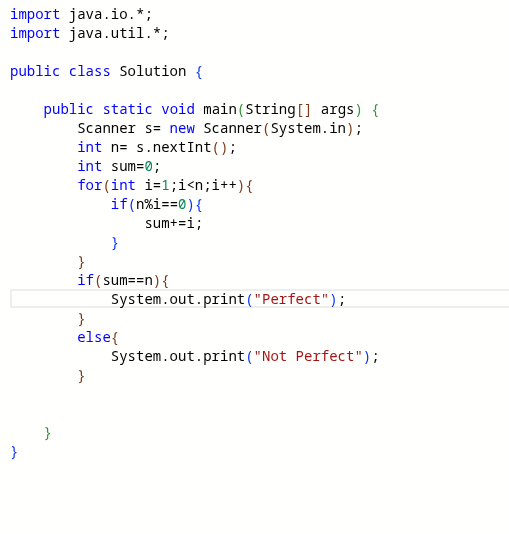 import java.io.*;
import java.util.*;

public class Solution {

    public static void main(String[] args) {
        Scanner s= new Scanner(System.in);
        int n= s.nextInt();
        int sum=0;
        for(int i=1;i<n;i++){
            if(n%i==0){
                sum+=i;
            }
        }
        if(sum==n){
            System.out.print("Perfect");
        }
        else{
            System.out.print("Not Perfect");
        }


    }
}